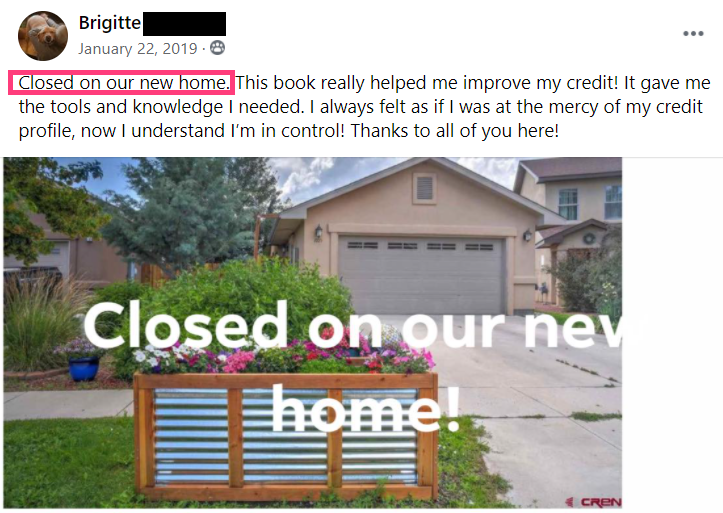 Brigitte
January 22, 2019 ·
Closed on our new home. This book really helped me improve my credit! It gave me
the tools and knowledge I needed. I always felt as if I was at the mercy of my credit
profile, now I understand I'm in control! Thanks to all of you here!
Closed on our new
home!
CREN